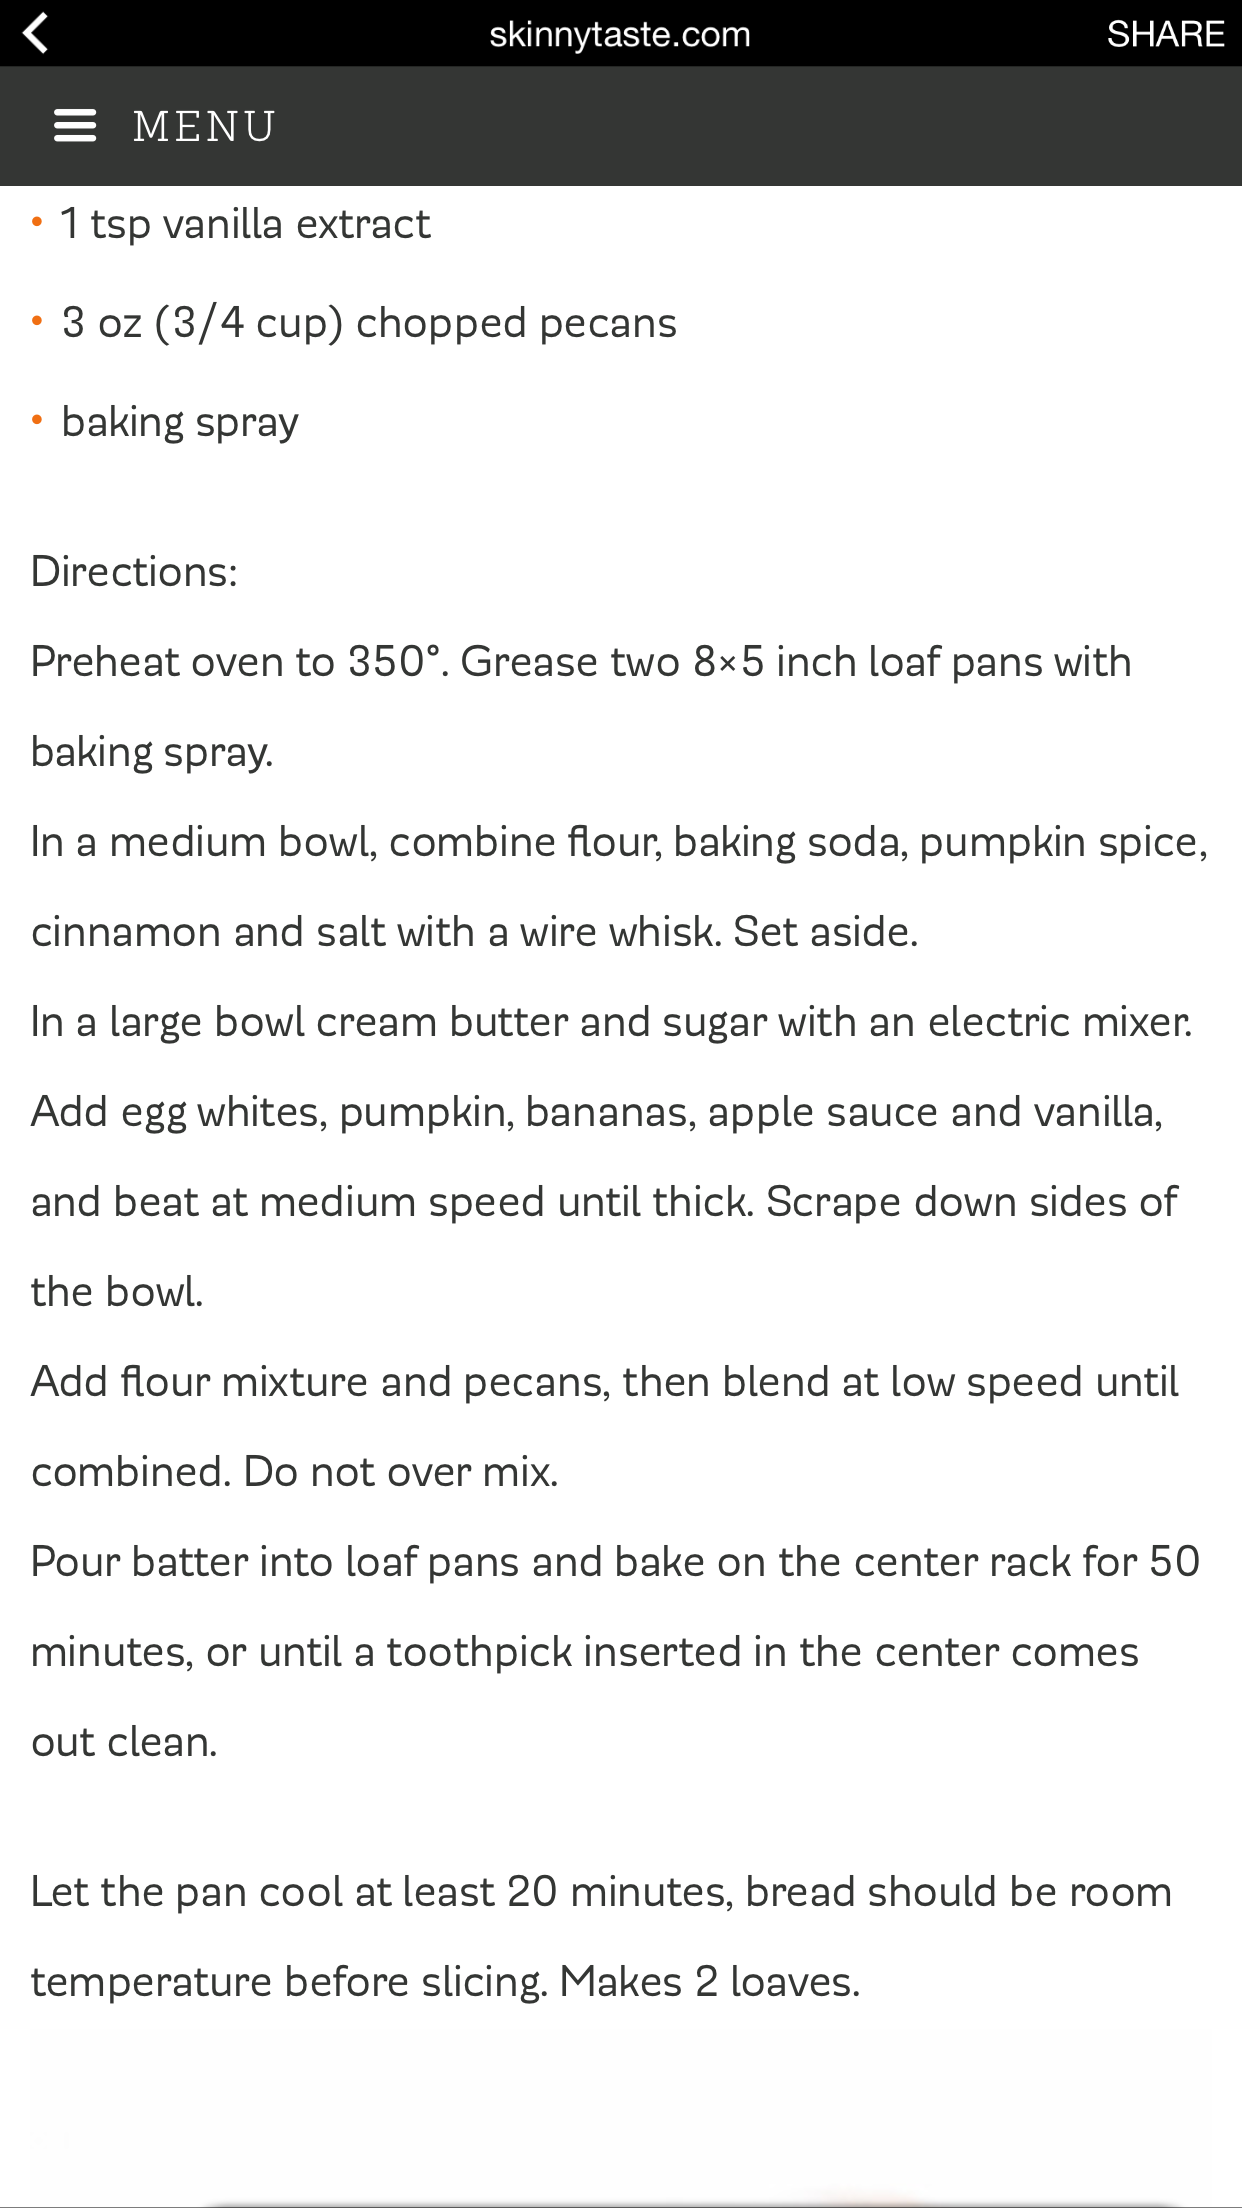 skinnytaste.com SHARE
MENU
• 1 tsp vanilla extract
• 3 oz (3/4 cup) chopped pecans
• baking spray
Directions:
Preheat oven to 350°. Grease two 8×5 inch loaf pans with
baking spray.
In a medium bowl, combine flour, baking soda, pumpkin spice,
cinnamon and salt with a wire whisk. Set aside.
In a large bowl cream butter and sugar with an electric mixer.
Add egg whites, pumpkin, bananas, apple sauce and vanilla,
and beat at medium speed until thick. Scrape down sides of
the bowl.
Add flour mixture and pecans, then blend at low speed until
combined. Do not over mix.
Pour batter into loaf pans and bake on the center rack for 50
minutes, or until a toothpick inserted in the center comes
out clean.
Let the pan cool at least 20 minutes, bread should be room
temperature before slicing. Makes 2 loaves.